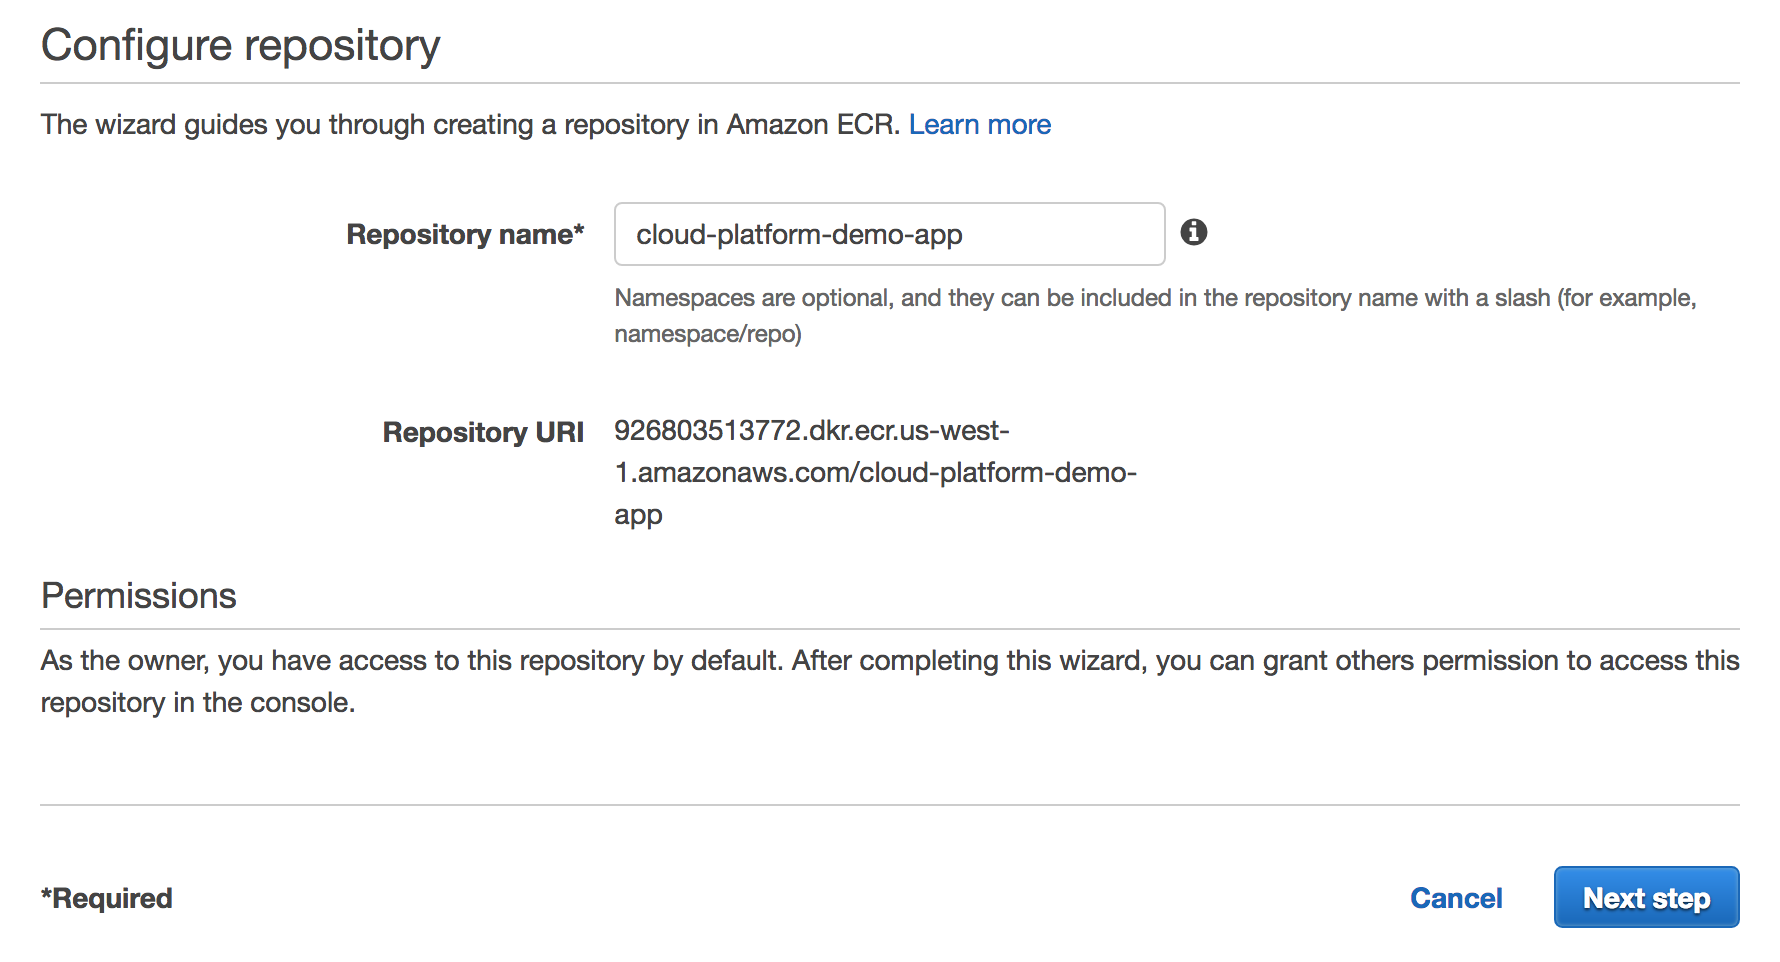 Configure repository
The wizard guides you through creating a repository in Amazon ECR. Learn more
Repository name* cloud-platform-demo-app
Namespaces are optional, and they can be included in the repository name with a slash (for example,
namespace/repo)
Repository URI 926803513772.dkr.ecr.us-west-
1.amazonaws.com/cloud-platform-demo-
app
Permissions
As the owner, you have access to this repository by default. After completing this wizard, you can grant others permission to access this
repository in the console.
*Required Cancel Next step